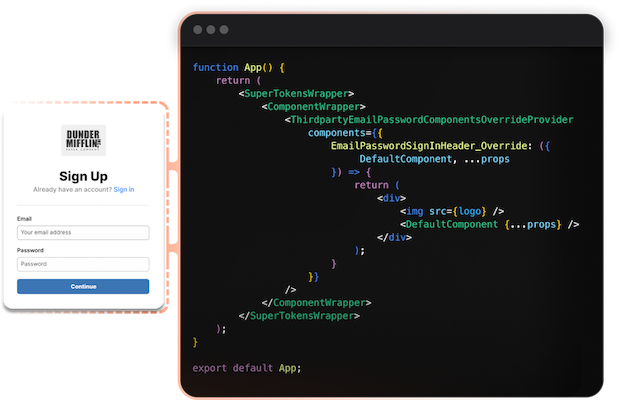 DUNDER
MIFFLIN
PAPER COMPANY
Sign Up
Already have an account? Sign in
Email
Your email address
Password
Password
Continue
function App() {
return (
<SuperTokensWrapper>
<ComponentWrapper>
<ThirdpartyEmailPasswordComponentsOverrideProvider
components={{
EmailPasswordSignInHeader_Override: ({
DefaultComponent, ...props
}) => {
return (
<div>
<img src={logo} />
<DefaultComponent {...props} />
</div>
);
}
}}
/>
</ComponentWrapper>
</SuperTokensWrapper>
);
}
export default App;